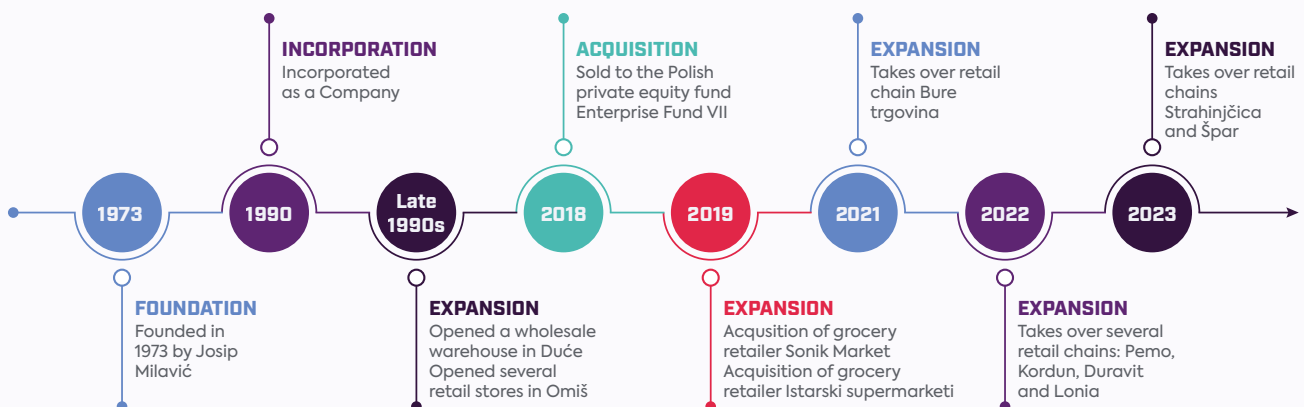 INCORPORATION
Incorporated
as a Company
ACQUISITION
Sold to the Polish
private equity fund
Enterprise Fund VII
EXPANSION
Takes over retail
chain Bure
trgovina
EXPANSION
Takes over retail
chains
Strahinjčica
and Špar
1973
1990
Late
1990s
2018
2019
2021
2022
2023
FOUNDATION
Founded in
1973 by Josip
Milavić
EXPANSION
Opened a wholesale
warehouse in Duće
Opened several
retail stores in Omiš
EXPANSION
Acqusition of grocery
retailer Sonik Market
Acquisition of grocery
retailer Istarski supermarketi
EXPANSION
Takes over several
retail chains: Pemo,
Kordun, Duravit
and Lonia